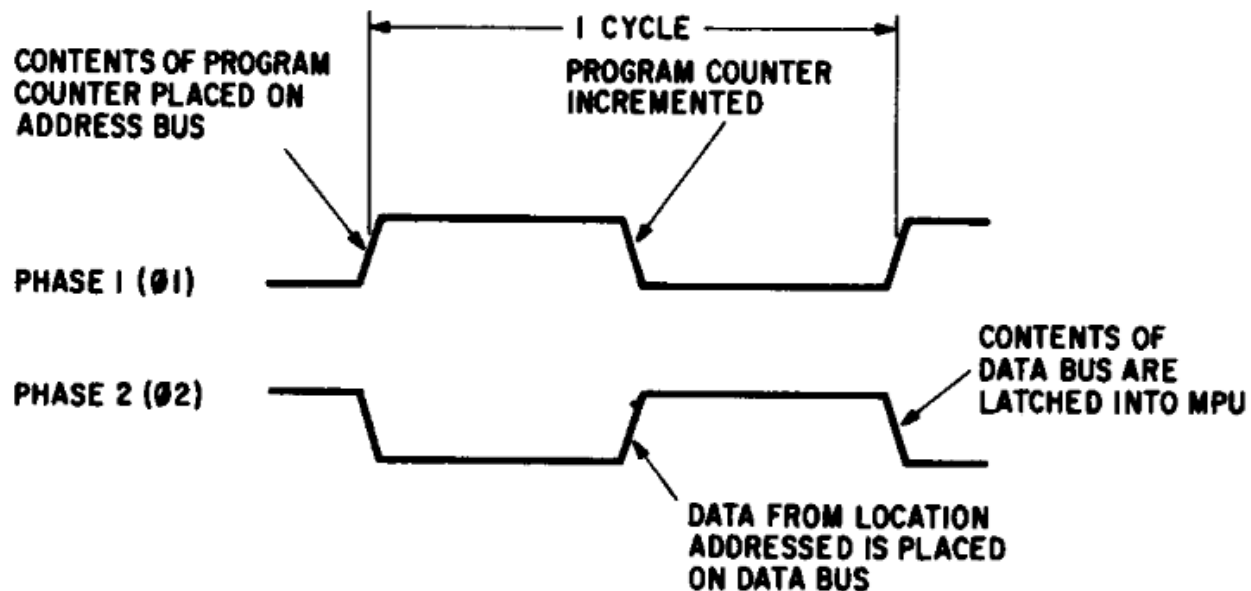 1 CYCLE
CONTENTS OF PROGRAM
COUNTER PLACED ON
ADDRESS BUS
PROGRAM COUNTER
INCREMENTED
PHASE 1 (Ø1)
PHASE 2 (Ø2)
CONTENTS OF
DATA BUS ARE
LATCHED INTO MPU
DATA FROM LOCATION
ADDRESSED IS PLACED
ON DATA BUS